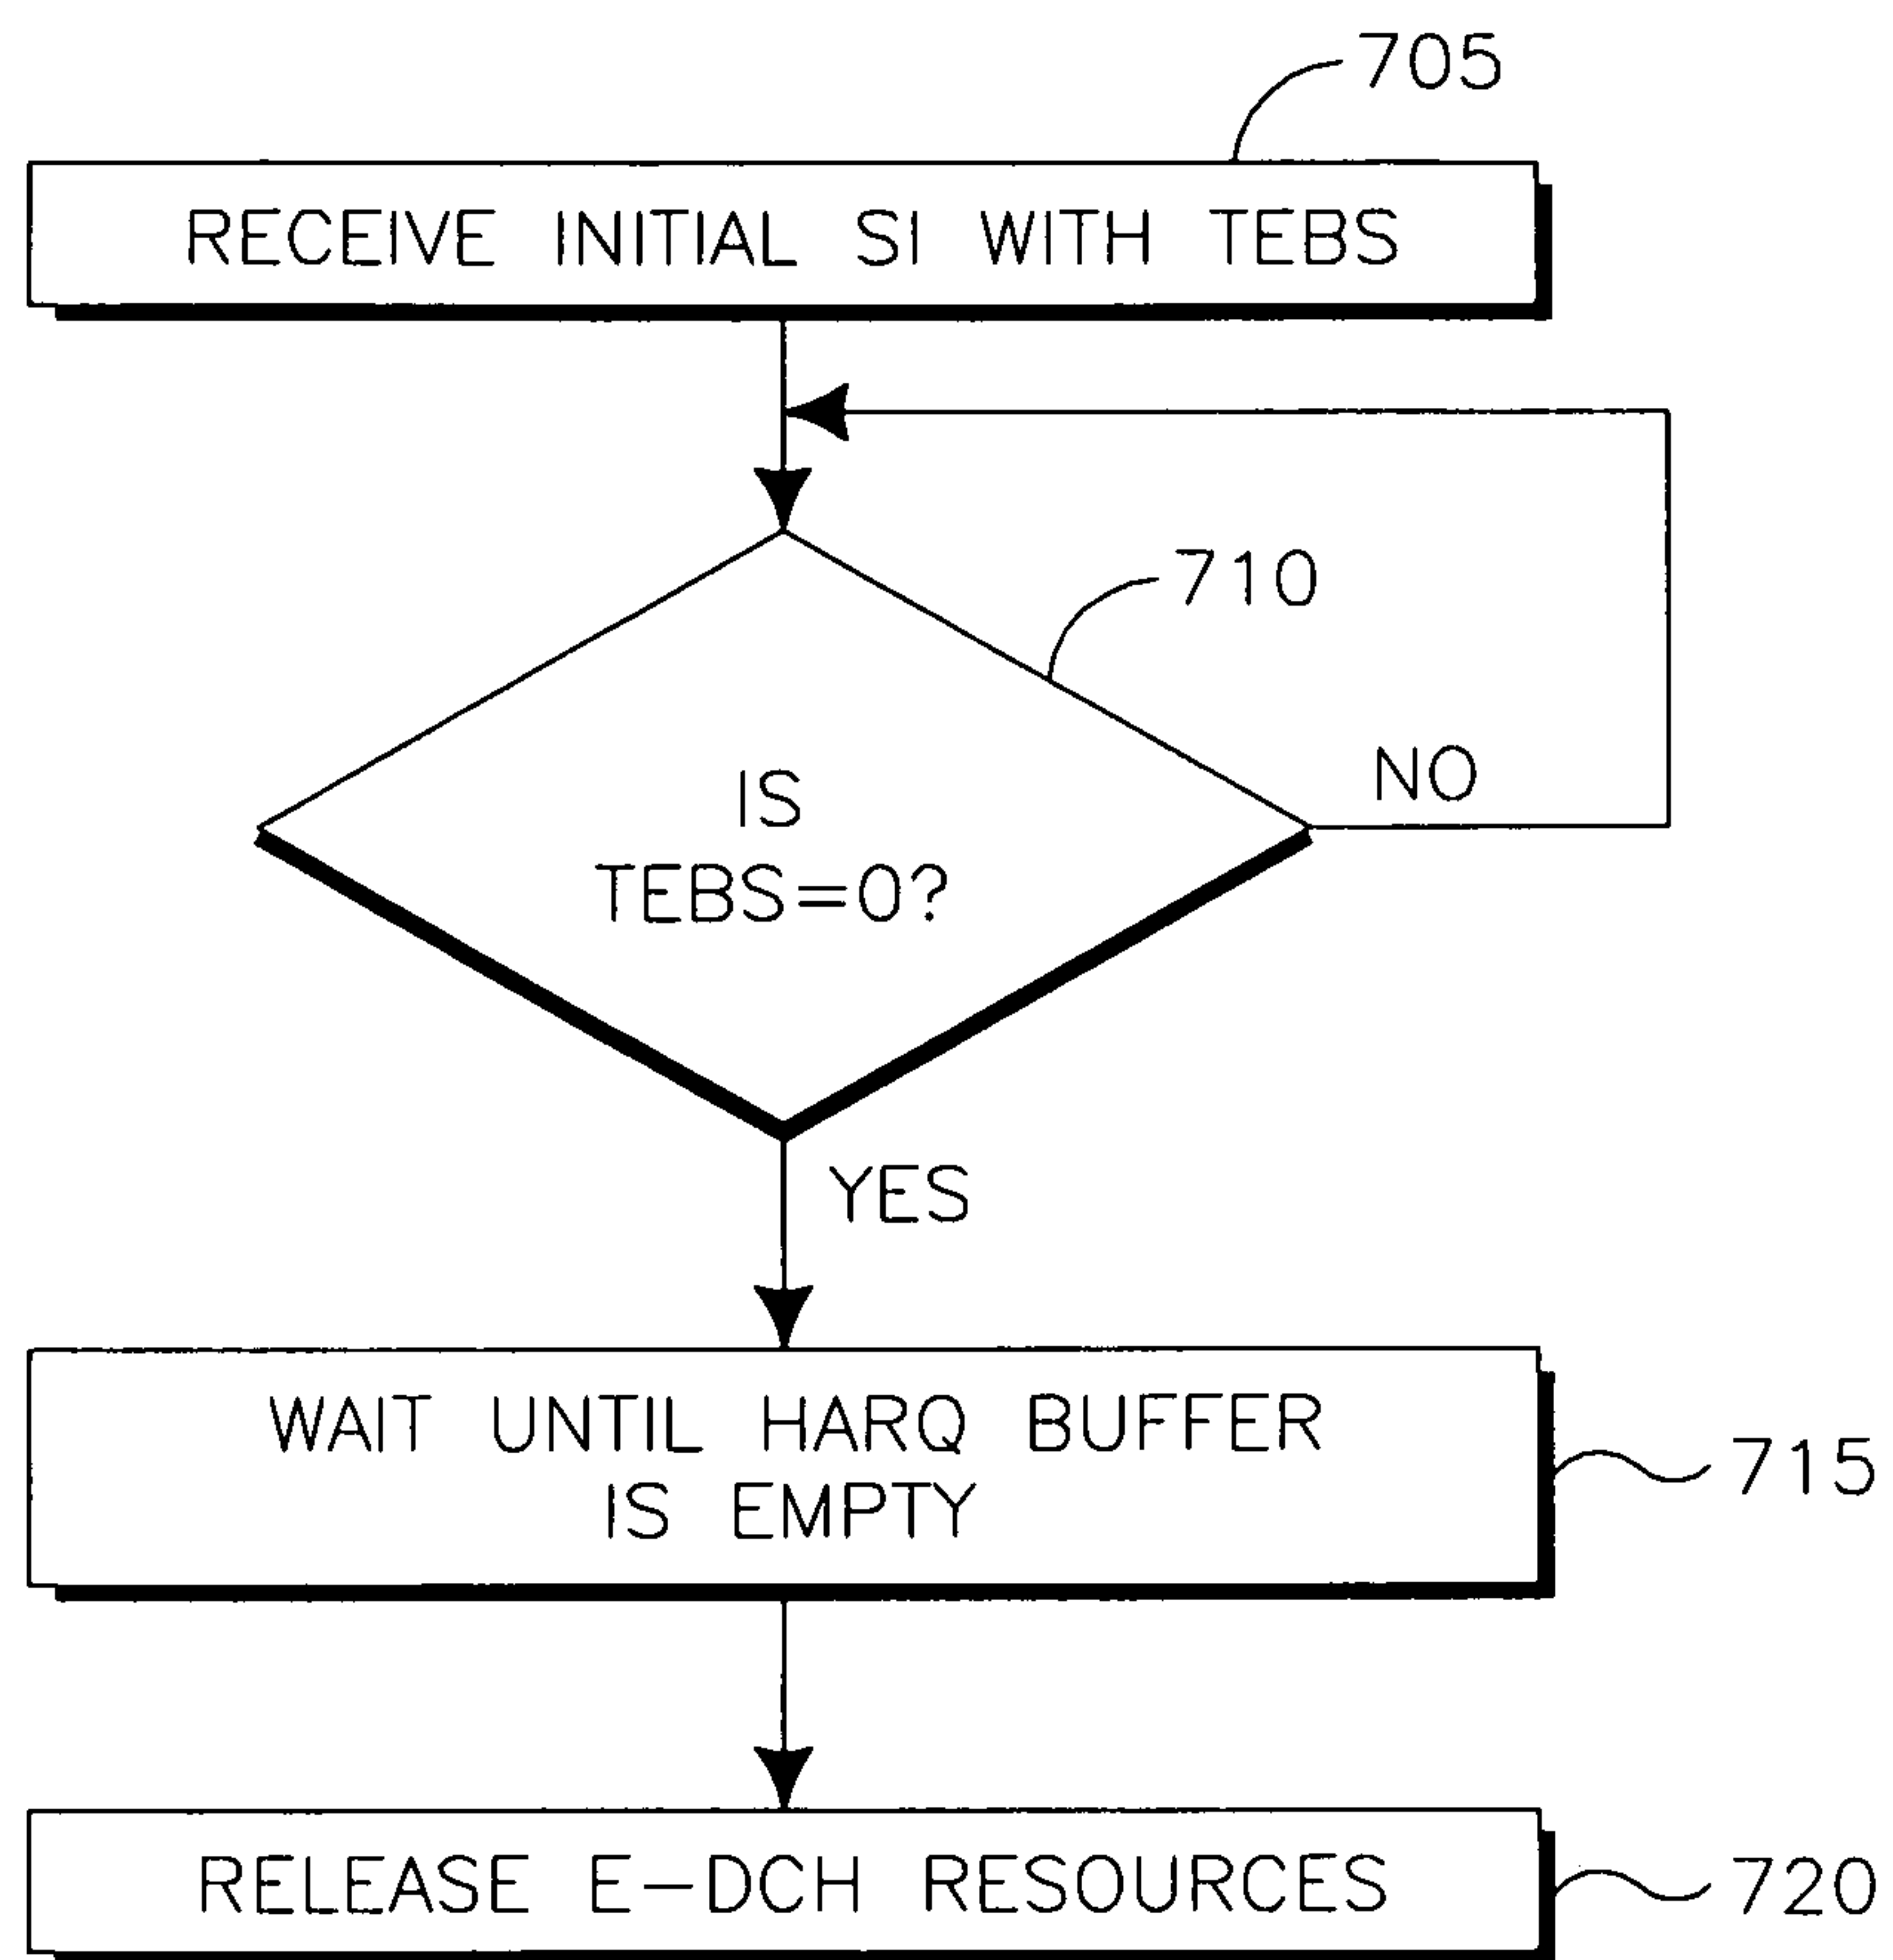 705
RECEIVE INITIAL SI WITH TEBS
710
NO
IS
TEBS=0?
YES
WAIT UNTIL HARQ BUFFER
IS EMPTY
715
RELEASE E-DCH RESOURCES
720